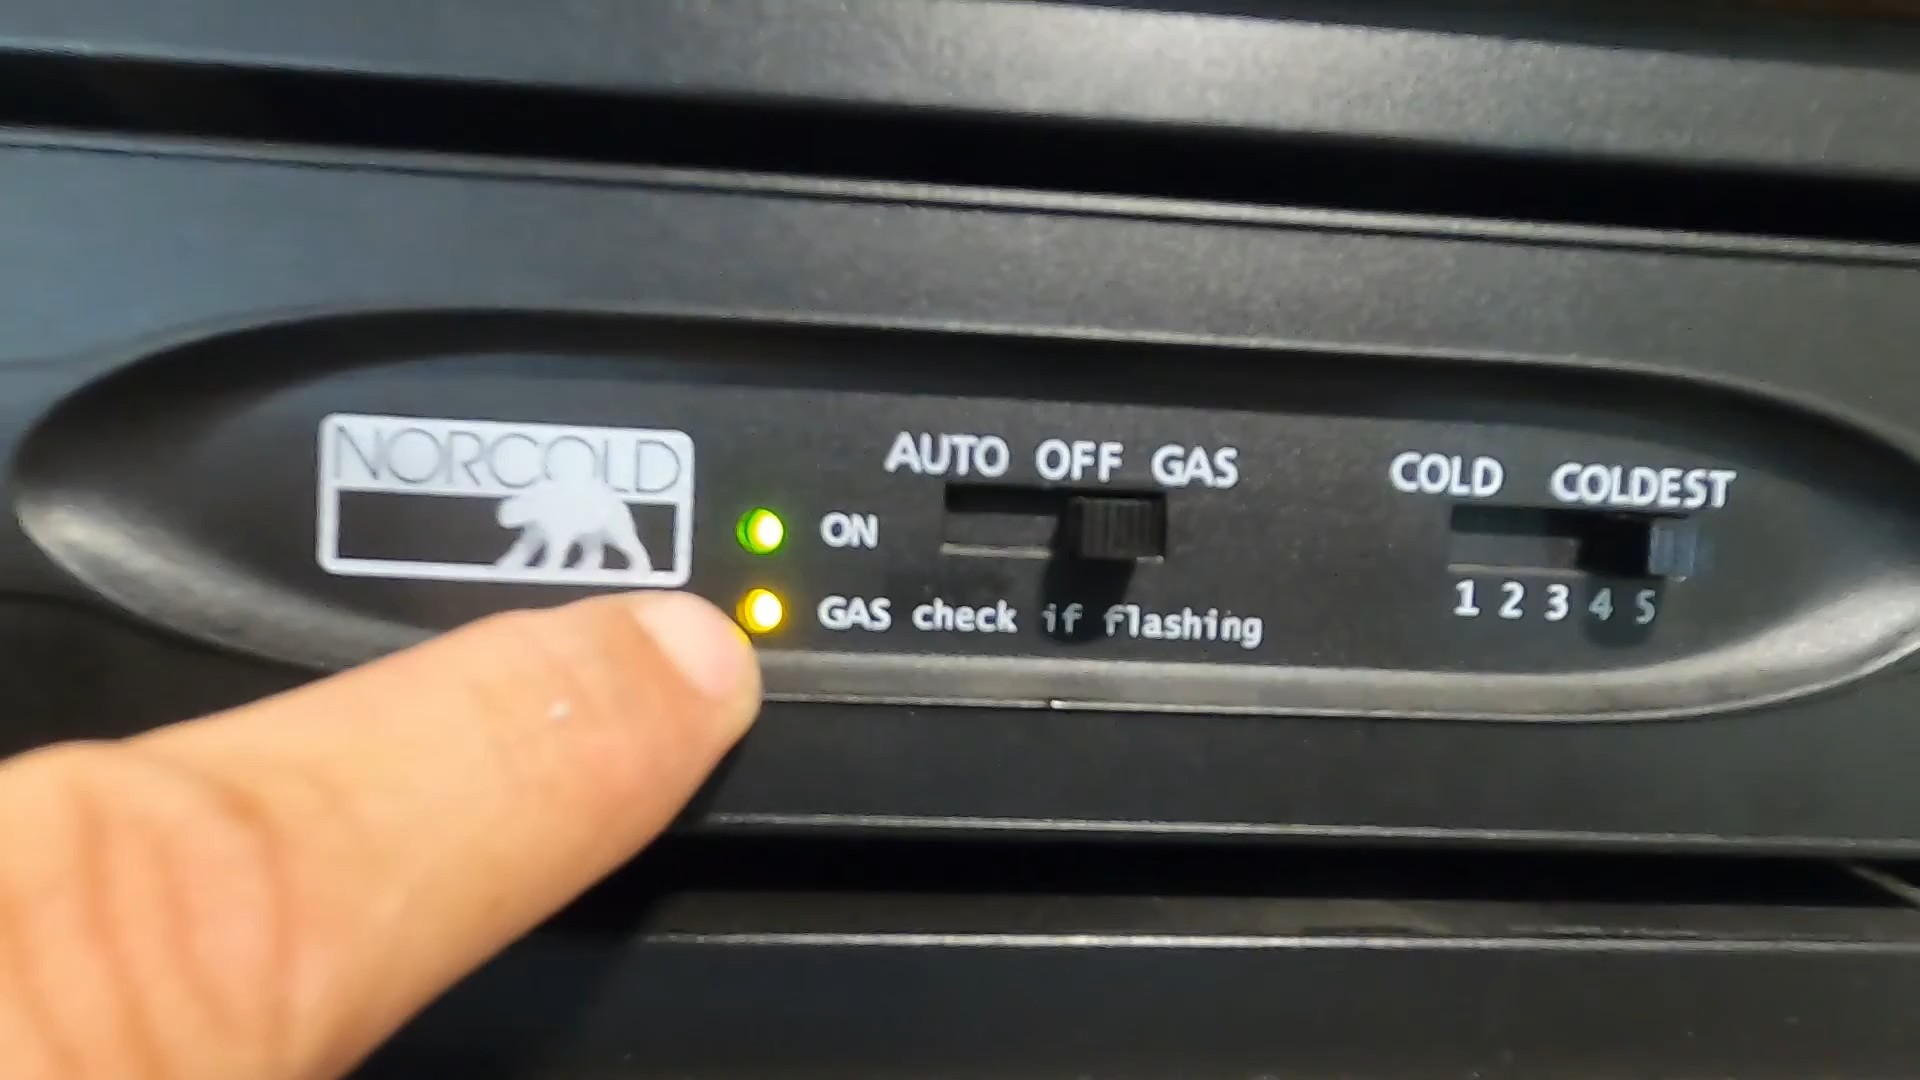 NORCOLD
AUTO OFF GAS
COLD COLDEST
ON
GAS check if flashing
1 2 3 4 5